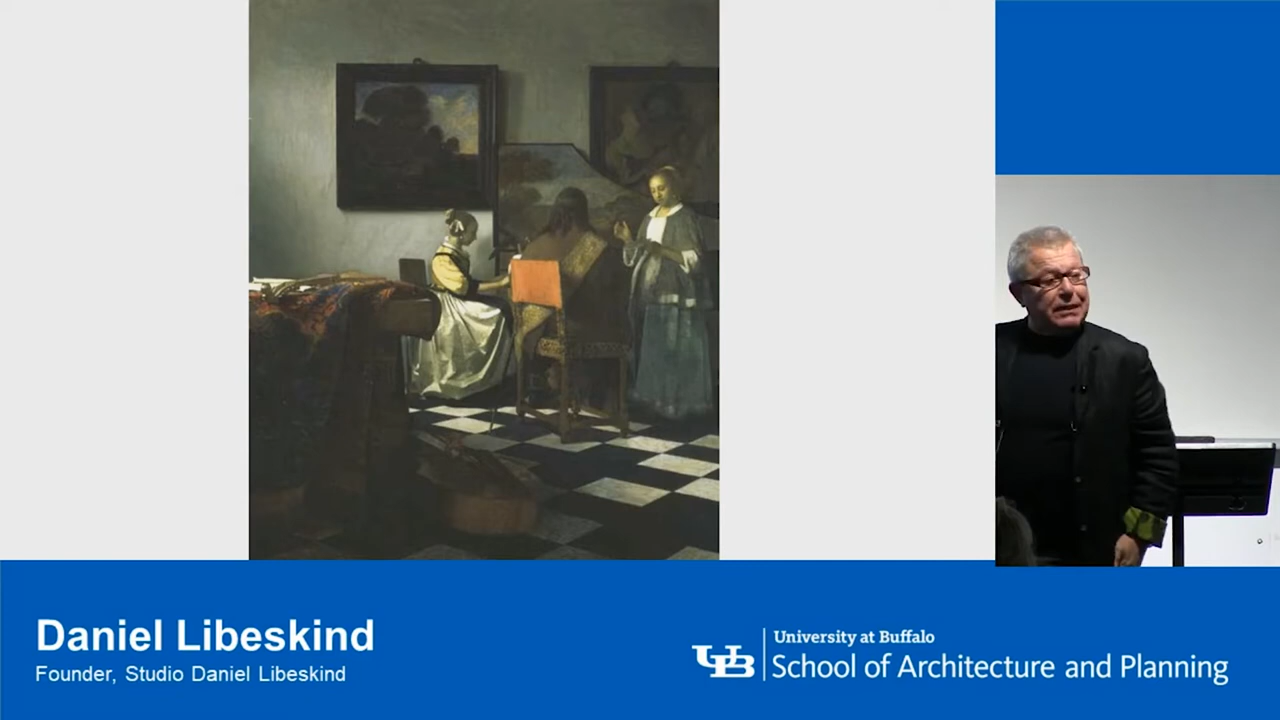 Daniel Libeskind
Founder, Studio Daniel Libeskind
UB
University at Buffalo
School of Architecture and Planning